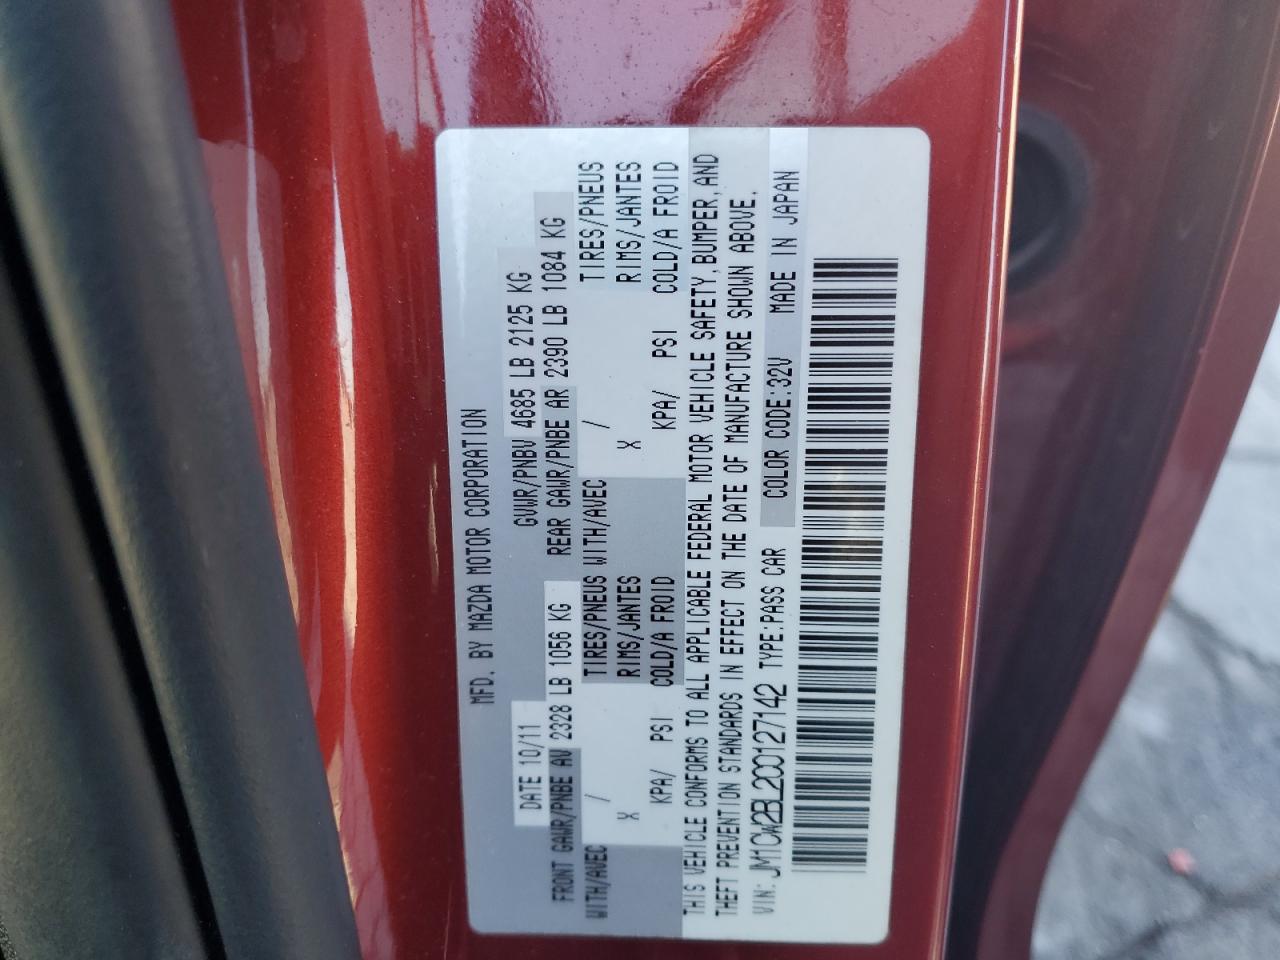 MFD. BY MAZDA MOTOR CORPORATION
DATE 10/11 GVWR/PNBV 4685 LB 2125 KG
FRONT GAWR/PNBE AV 2328 LB 1056 KG REAR GAWR/PNBE AR 2390 LB 1084 KG
WITH/AVEC / TIRES/PNEUS WITH/AVEC / TIRES/PNEUS
X RIMS/JANTES X RIMS/JANTES
KPA/ PSI COLD/A FROID KPA/ PSI COLD/A FROID
THIS VEHICLE CONFORMS TO ALL APPLICABLE FEDERAL MOTOR VEHICLE SAFETY, BUMPER, AND
THEFT PREVENTION STANDARDS IN EFFECT ON THE DATE OF MANUFACTURE SHOWN ABOVE.
VIN: JM1CW2BL2C0127142 TYPE:PASS CAR COLOR CODE:32V MADE IN JAPAN